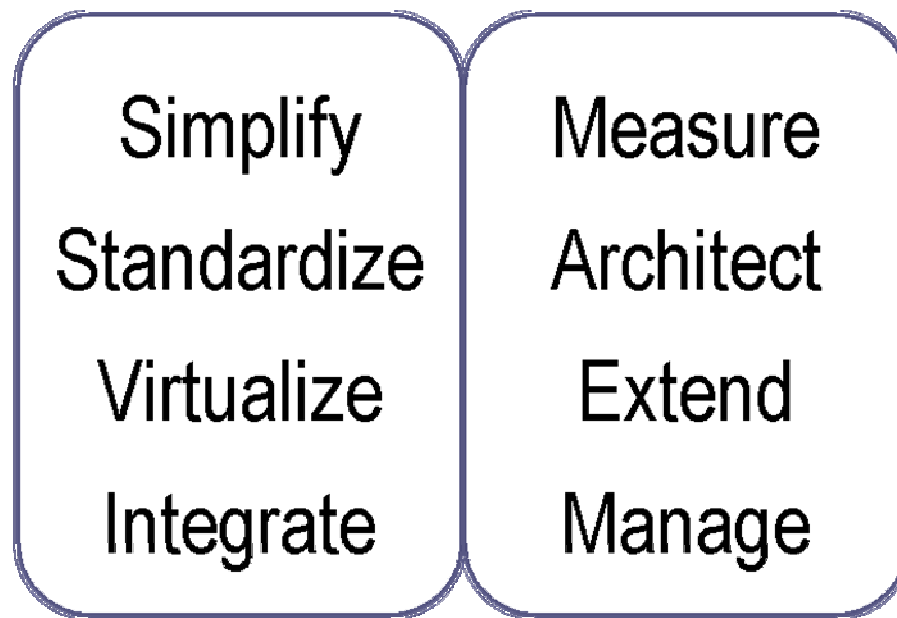 Simplify
Standardize
Virtualize
Integrate
Measure
Architect
Extend
Manage